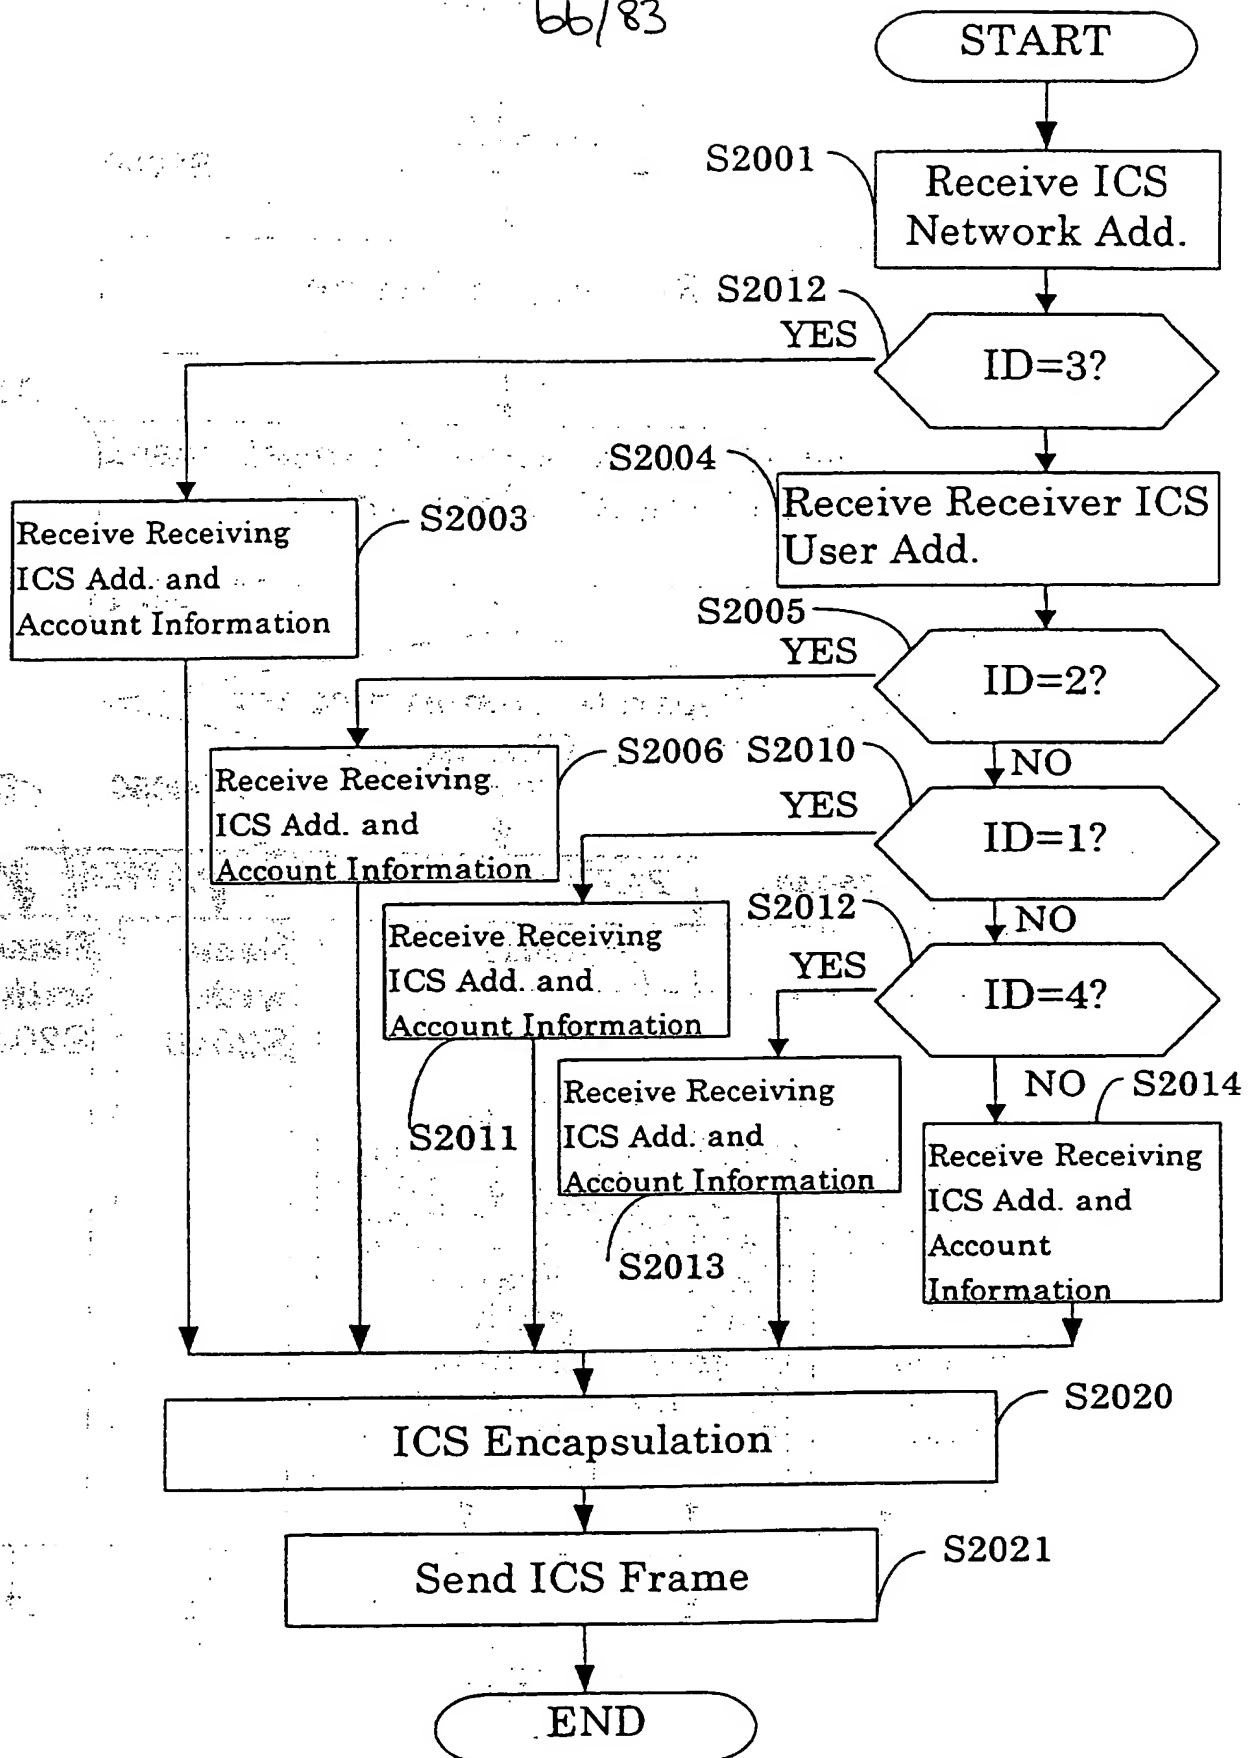 66/83
START
S2001
Receive ICS
Network Add.
S2012
YES
ID=3?
S2004
Receive Receiver ICS
User Add.
S2003
Receive Receiving
ICS Add. and
Account Information
S2005
YES
ID=2?
NO
S2006
Receive Receiving
ICS Add. and
Account Information
S2010
YES
ID=1?
NO
Receive Receiving
ICS Add. and
Account Information
S2011
S2012
YES
ID=4?
NO
S2014
Receive Receiving
ICS Add. and
Account Information
S2013
Receive Receiving
ICS Add. and
Account
Information
S2020
ICS Encapsulation
S2021
Send ICS Frame
END